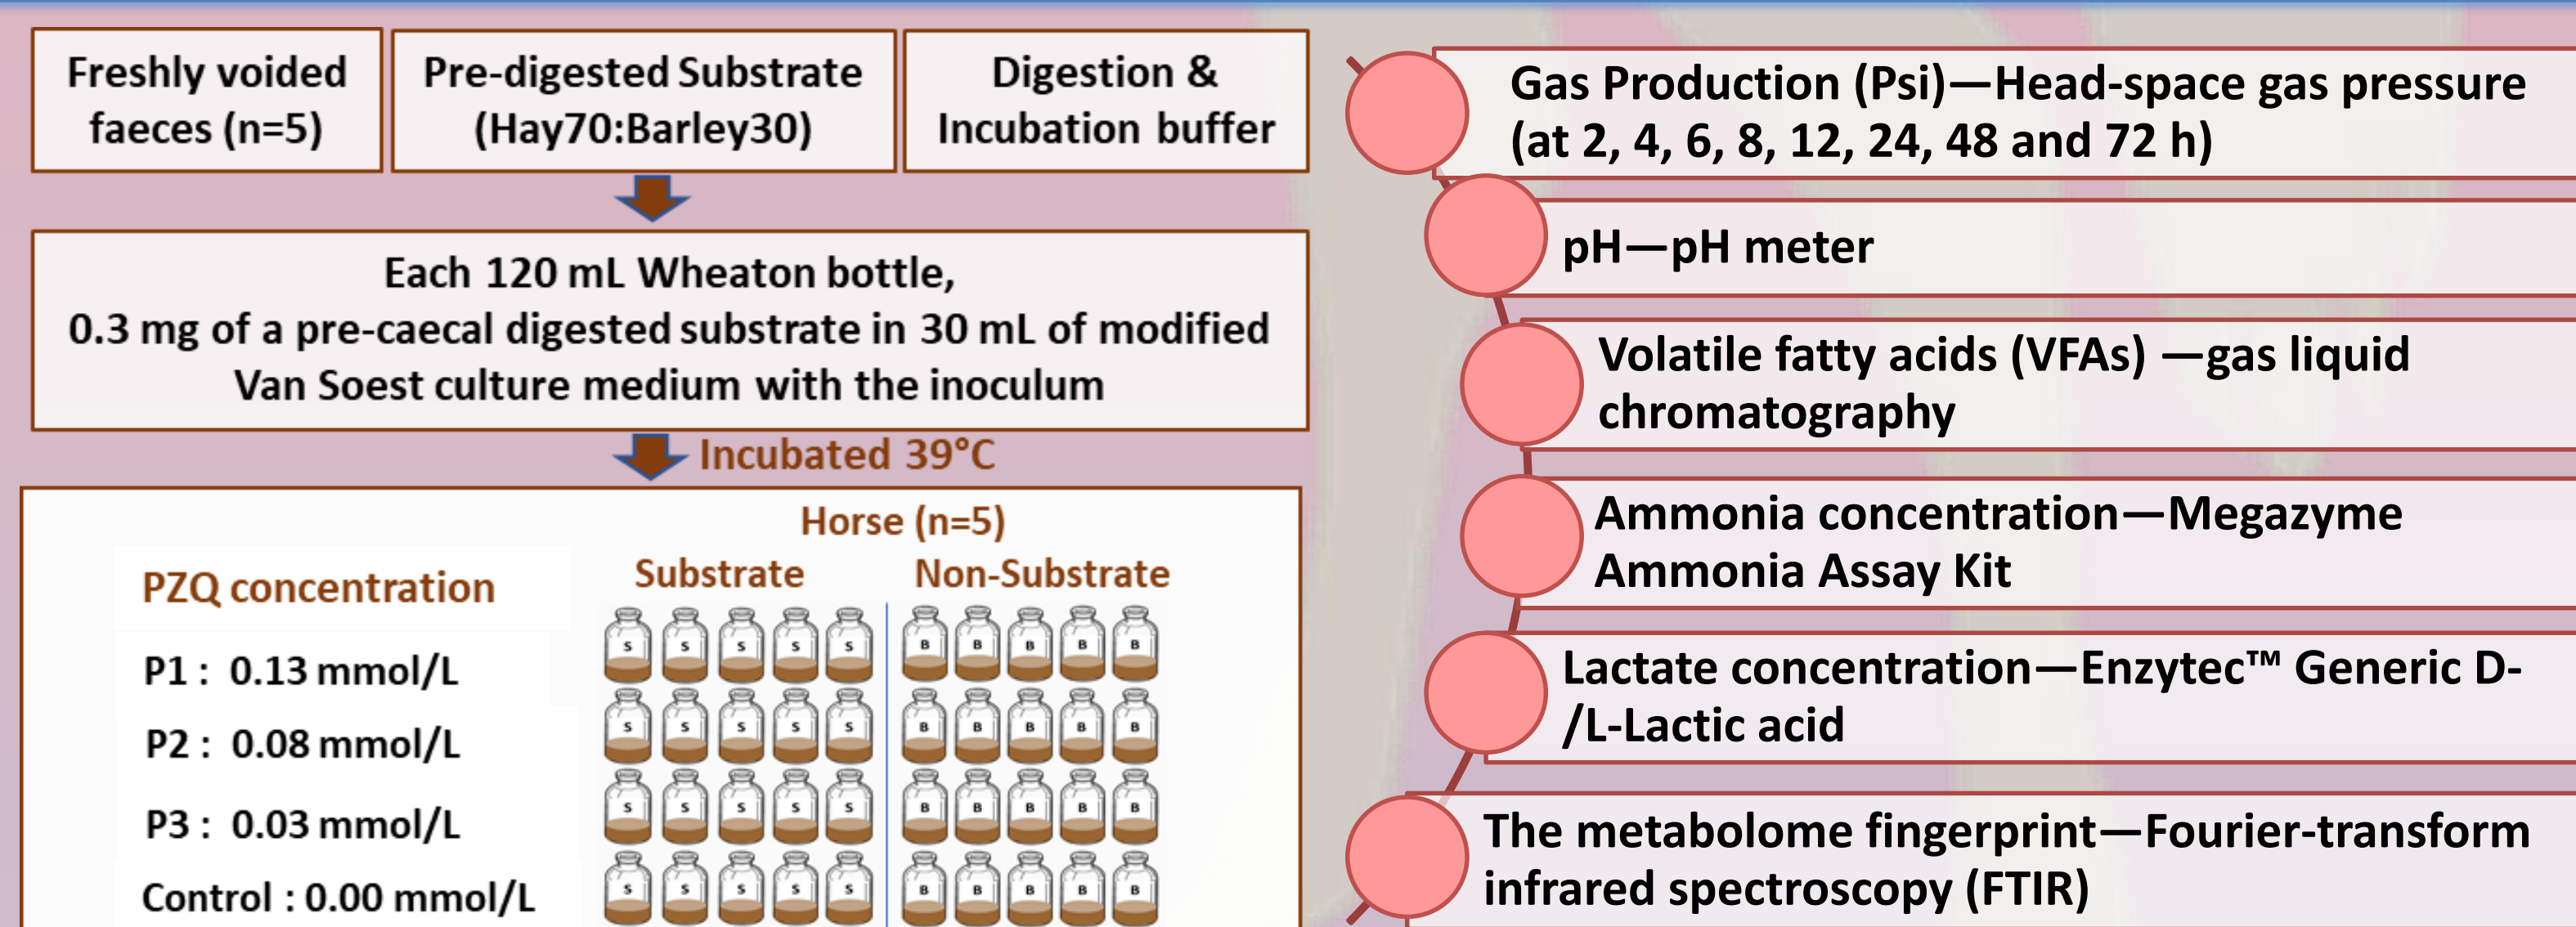 Freshly voided
faeces (n=5)
Pre-digested Substrate
(Hay70:Barley30)
Digestion &
Incubation buffer
Each 120 mL Wheaton bottle,
0.3 mg of a pre-caecal digested substrate in 30 mL of modified
Van Soest culture medium with the inoculum
Incubated 39°C
Horse (n=5)
Substrate
Non-Substrate
PZQ concentration
P1 : 0.13 mmol/L
S S S S S B B B B B
P2 : 0.08 mmol/L
S S S S S B B B B B
P3 : 0.03 mmol/L
S S S S S B B B B B
Control : 0.00 mmol/L
S S S S S B B B B B
Gas Production (Psi)—Head-space gas pressure
(at 2, 4, 6, 8, 12, 24, 48 and 72 h)
pH—pH meter
Volatile fatty acids (VFAs) —gas liquid
chromatography
Ammonia concentration—Megazyme
Ammonia Assay Kit
Lactate concentration—Enzytec™ Generic D-
/L-Lactic acid
The metabolome fingerprint—Fourier-transform
infrared spectroscopy (FTIR)